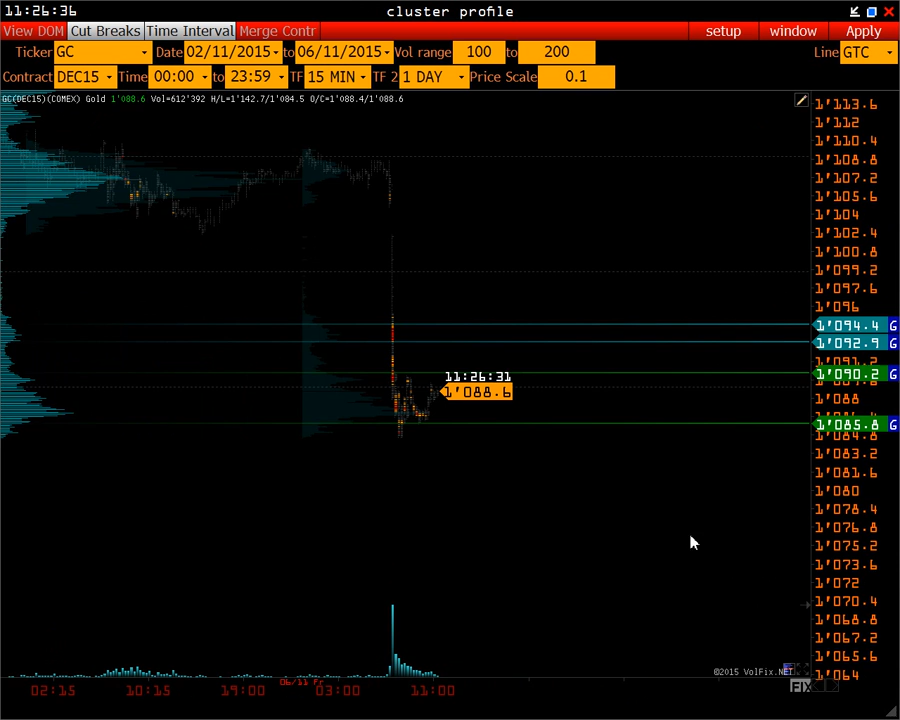 11:26:36 cluster profile
View DOM Cut Breaks Time Interval Merge Contr setup window Apply
Ticker GC Date 02/11/2015 to 06/11/2015 Vol range 100 to 200 Line GTC
Contract DEC15 Time 00:00 to 23:59 TF 15 MIN TF 2 1 DAY Price Scale 0.1
GC(DEC15)(COMEX) Gold 1'088.6 Vol=612'392 H/L=1'142.7/1'084.5 O/C=1'088.4/1'088.6
1'113.6
1'112
1'110.4
1'108.8
1'107.2
1'105.6
1'104
1'102.4
1'100.8
1'099.2
1'097.6
1'096
1'094.4 G
1'092.9 G
1'091.2
1'090.2 G
1'089.6
11:26:31
1'088.6
1'088
1'085.8 G
1'084.8
1'083.2
1'081.6
1'080
1'078.4
1'076.8
1'075.2
1'073.6
1'072
1'070.4
1'068.8
1'067.2
1'065.6
©2015 VolFix.NET
1'064
06/11 Fr
FIX
02:15 10:15 19:00 03:00 11:00